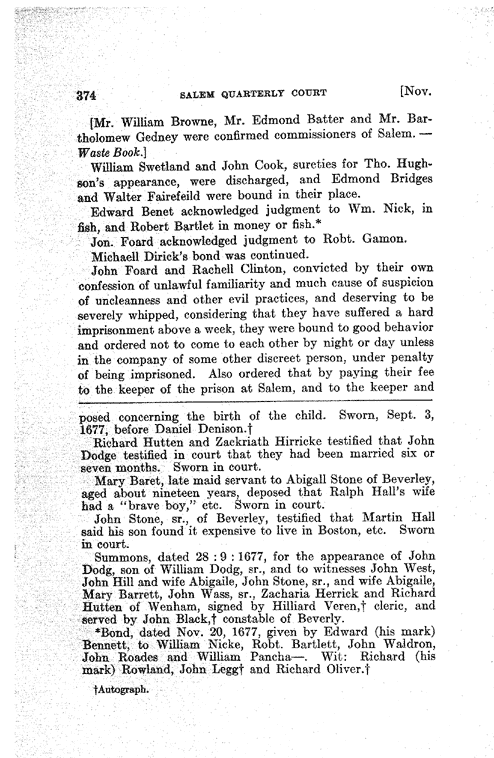 374 SALEM QUARTERLY COURT [Nov.
[Mr. William Browne, Mr. Edmond Batter and Mr. Bar-
tholomew Gedney were confirmed commissioners of Salem. —
Waste Book.]
William Swetland and John Cook, sureties for Tho. Hugh-
son's appearance, were discharged, and Edmond Bridges
and Walter Fairefeild were bound in their place.
Edward Benet acknowledged judgment to Wm. Nick, in
fish, and Robert Bartlet in money or fish.*
Jon. Foard acknowledged judgment to Robt. Gamon.
Michaell Dirick's bond was continued.
John Foard and Rachell Clinton, convicted by their own
confession of unlawful familiarity and much cause of suspicion
of uncleanness and other evil practices, and deserving to be
severely whipped, considering that they have suffered a hard
imprisonment above a week, they were bound to good behavior
and ordered not to come to each other by night or day unless
in the company of some other discreet person, under penalty
of being imprisoned. Also ordered that by paying their fee
to the keeper of the prison at Salem, and to the keeper and
posed concerning the birth of the child. Sworn, Sept. 3,
1677, before Daniel Denison.†
Richard Hutten and Zackriath Hirricke testified that John
Dodge testified in court that they had been married six or
seven months. Sworn in court.
Mary Baret, late maid servant to Abigall Stone of Beverley,
aged about nineteen years, deposed that Ralph Hall's wife
had a "brave boy," etc. Sworn in court.
John Stone, sr., of Beverley, testified that Martin Hall
said his son found it expensive to live in Boston, etc. Sworn
in court.
Summons, dated 28 : 9 : 1677, for the appearance of John
Dodg, son of William Dodg, sr., and to witnesses John West,
John Hill and wife Abigaile, John Stone, sr., and wife Abigaile,
Mary Barrett, John Wass, sr., Zacharia Herrick and Richard
Hutten of Wenham, signed by Hilliard Veren,† cleric, and
served by John Black,† constable of Beverly.
*Bond, dated Nov. 20, 1677, given by Edward (his mark)
Bennett, to William Nicke, Robt. Bartlett, John Waldron,
John Roades and William Pancha—. Wit: Richard (his
mark) Rowland, John Legg† and Richard Oliver.†
†Autograph.